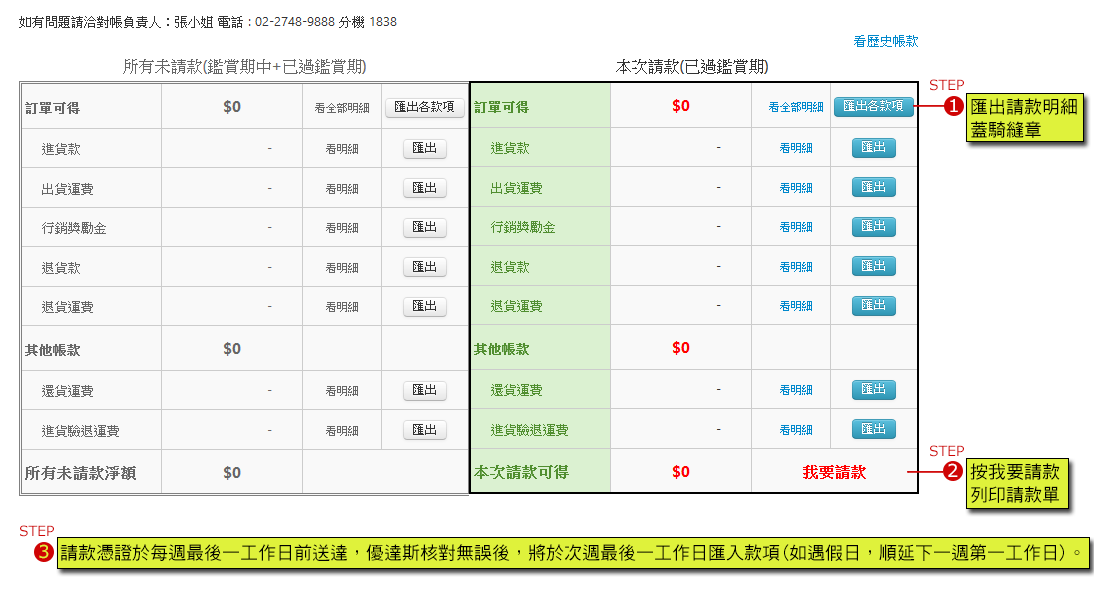 如有問題請洽對帳負責人：張小姐 電話：02-2748-9888 分機 1838
看歷史帳款
所有未請款(鑑賞期中+已過鑑賞期) 本次請款(已過鑑賞期)
STEP
訂單可得 $0 看全部明細 匯出各款項 訂單可得 $0 看全部明細 匯出各款項 1 匯出請款明細
蓋騎縫章
進貨款 - 看明細 匯出 進貨款 - 看明細 匯出
出貨運費 - 看明細 匯出 出貨運費 - 看明細 匯出
行銷獎勵金 - 看明細 匯出 行銷獎勵金 - 看明細 匯出
退貨款 - 看明細 匯出 退貨款 - 看明細 匯出
退貨運費 - 看明細 匯出 退貨運費 - 看明細 匯出
其他帳款 $0 其他帳款 $0
還貨運費 - 看明細 匯出 還貨運費 - 看明細 匯出
進貨驗退運費 - 看明細 匯出 進貨驗退運費 - 看明細 匯出
STEP
所有未請款淨額 $0 本次請款可得 $0 我要請款 2 按我要請款
列印請款單
STEP
3 請款憑證於每週最後一工作日前送達，優達斯核對無誤後，將於次週最後一工作日匯入款項(如遇假日，順延下一週第一工作日)。